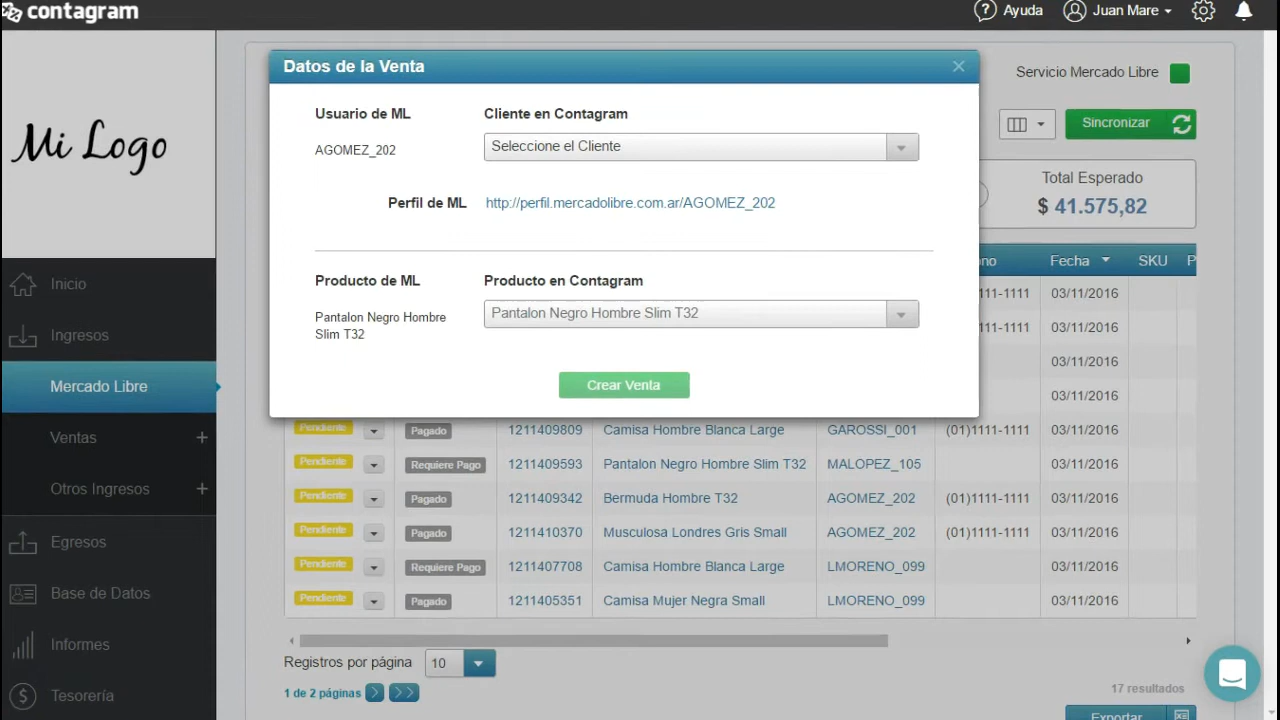 contagram
Ayuda
Juan Mare
Mi Logo
Inicio
Ingresos
Mercado Libre
Ventas +
Otros Ingresos +
Egresos
Base de Datos
Informes
Tesorería
Datos de la Venta
×
Usuario de ML
Cliente en Contagram
AGOMEZ_202
Seleccione el Cliente
Perfil de ML
http://perfil.mercadolibre.com.ar/AGOMEZ_202
Producto de ML
Producto en Contagram
Pantalon Negro Hombre
Slim T32
Pantalon Negro Hombre Slim T32
Crear Venta
Servicio Mercado Libre
Sincronizar
Total Esperado
$ 41.575,82
Fecha SKU P
1111-1111 03/11/2016
1111-1111 03/11/2016
03/11/2016
03/11/2016
Pendiente Pagado 1211409809 Camisa Hombre Blanca Large GAROSSI_001 (01)1111-1111 03/11/2016
Pendiente Requiere Pago 1211409593 Pantalon Negro Hombre Slim T32 MALOPEZ_105 03/11/2016
Pendiente Pagado 1211409342 Bermuda Hombre T32 AGOMEZ_202 (01)1111-1111 03/11/2016
Pendiente Pagado 1211410370 Musculosa Londres Gris Small AGOMEZ_202 (01)1111-1111 03/11/2016
Pendiente Requiere Pago 1211407708 Camisa Hombre Blanca Large LMORENO_099 03/11/2016
Pendiente Pagado 1211405351 Camisa Mujer Negra Small LMORENO_099 03/11/2016
Registros por página 10
1 de 2 páginas > >>
17 resultados
Exportar